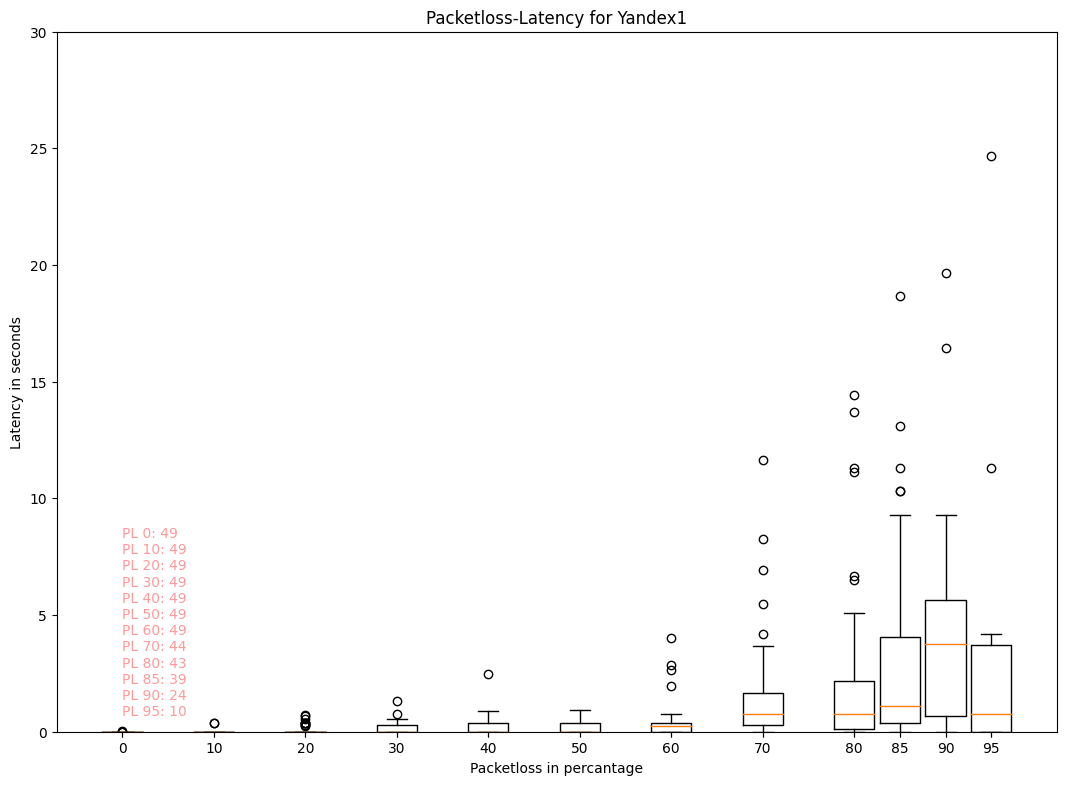 Packetloss-Latency for Yandex1
30
25
20
15
10
5
0
Latency in seconds
PL 0: 49
PL 10: 49
PL 20: 49
PL 30: 49
PL 40: 49
PL 50: 49
PL 60: 49
PL 70: 44
PL 80: 43
PL 85: 39
PL 90: 24
PL 95: 10
0 10 20 30 40 50 60 70 80 85 90 95
Packetloss in percantage